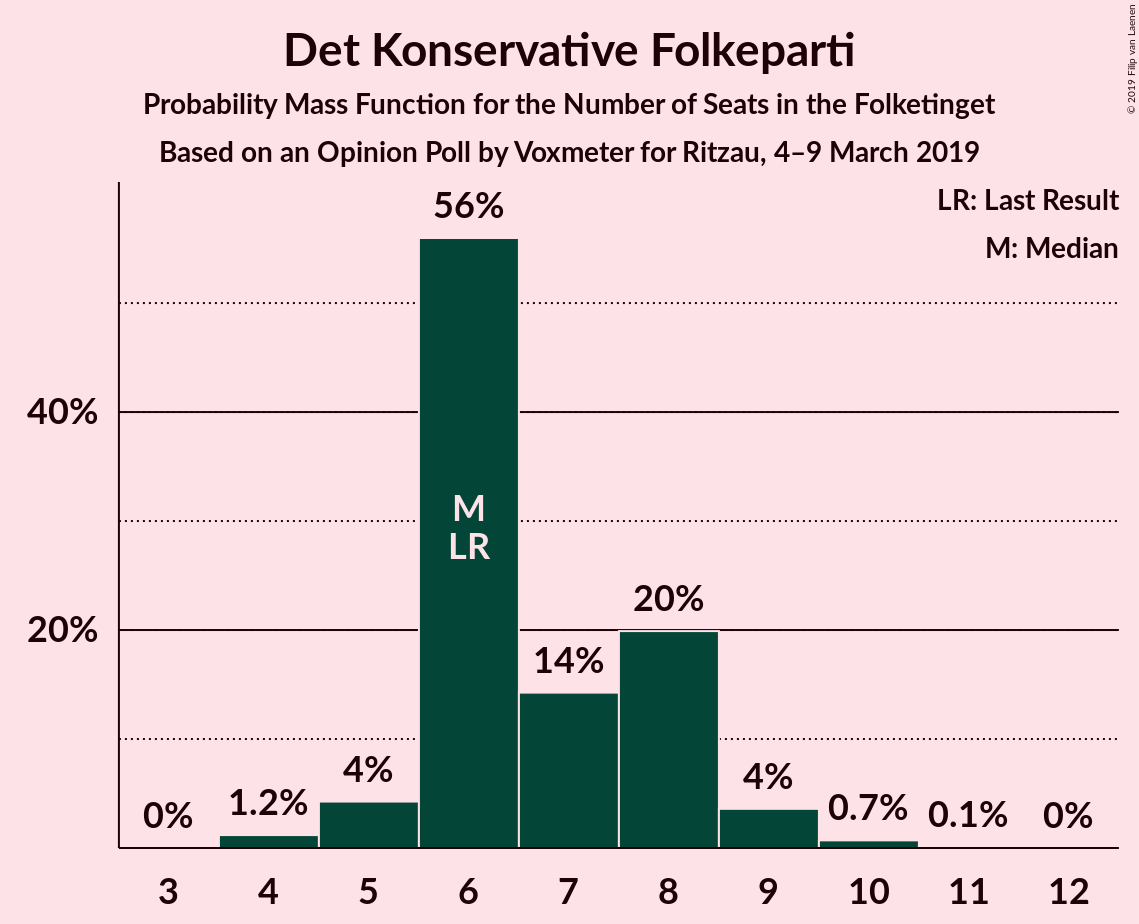 Det Konservative Folkeparti
Probability Mass Function for the Number of Seats in the Folketinget
Based on an Opinion Poll by Voxmeter for Ritzau, 4–9 March 2019
© 2019 Filip van Laenen
LR: Last Result
M: Median
56%
40%
M
LR
20%
20%
14%
4%
4%
1.2%
0%
0.7%
0.1%
0%
3 4 5 6 7 8 9 10 11 12